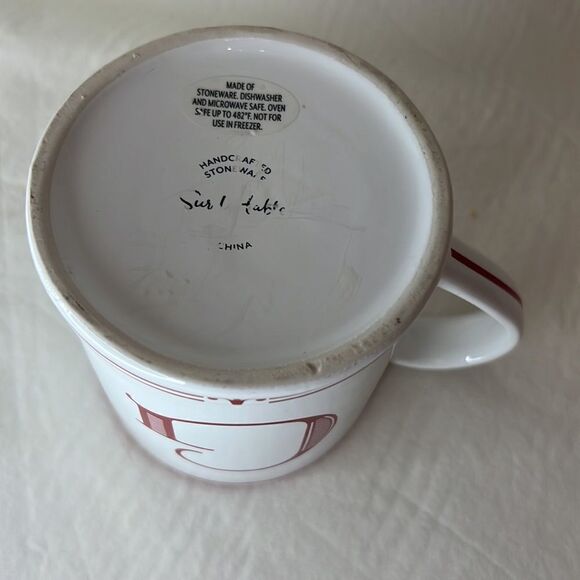 MADE OF
STONEWARE. DISHWASHER
AND MICROWAVE SAFE. OVEN
SAFE UP TO 482°F. NOT FOR
USE IN FREEZER.
HANDCRAFTED
STONEWARE
Sur la table
CHINA